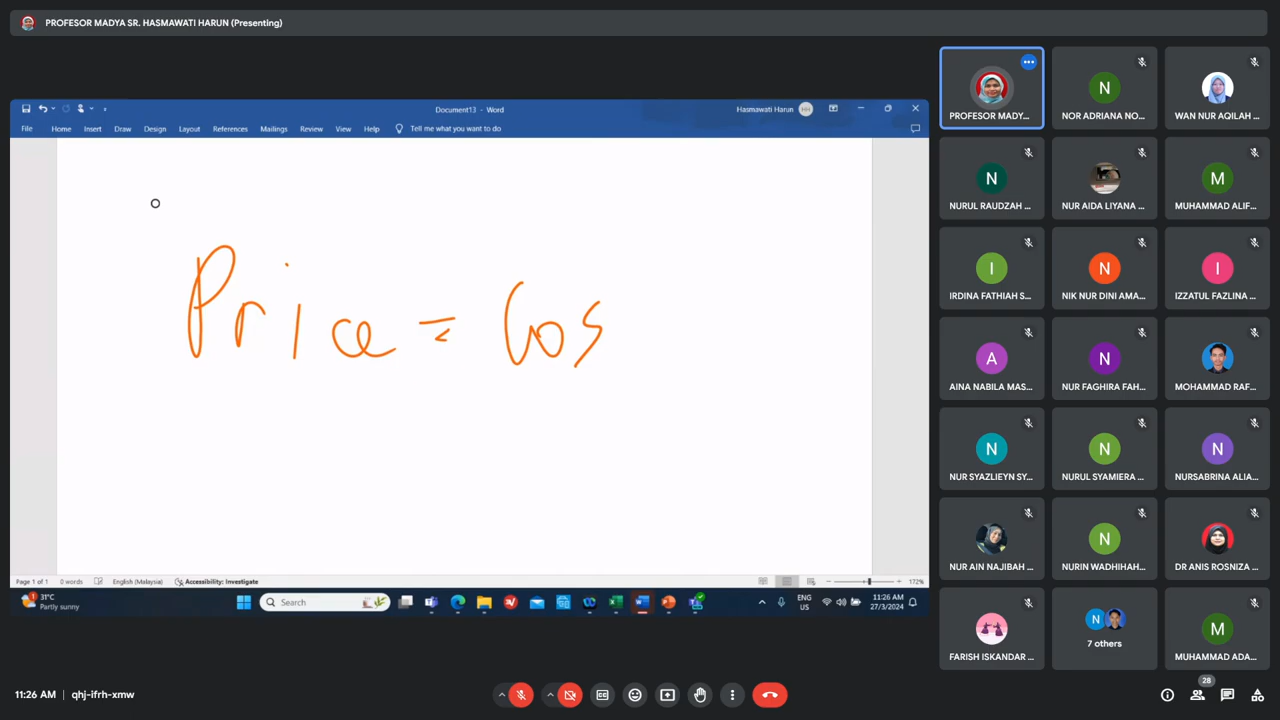 PROFESOR MADYA SR. HASMAWATI HARUN (Presenting)
Document13 - Word
Hasmawati Harun
HH
File Home Insert Draw Design Layout References Mailings Review View Help Tell me what you want to do
Price = Cos
Page 1 of 1 0 words English (Malaysia) Accessibility: Investigate 172%
1
31°C
Partly sunny
Search
ENG
US
11:26 AM
27/3/2024
PROFESOR MADY...
N
NOR ADRIANA NO...
WAN NUR AQILAH ...
N
NURUL RAUDZAH ...
NUR AIDA LIYANA ...
M
MUHAMMAD ALIF...
I
IRDINA FATHIAH S...
N
NIK NUR DINI AMA...
I
IZZATUL FAZLINA ...
A
AINA NABILA MAS...
N
NUR FAGHIRA FAH...
MOHAMMAD RAF...
N
NUR SYAZLIEYN SY...
N
NURUL SYAMIERA ...
N
NURSABRINA ALIA...
NUR AIN NAJIBAH ...
N
NURIN WADHIHAH...
DR ANIS ROSNIZA ...
FARISH ISKANDAR ...
N
7 others
M
MUHAMMAD ADA...
11:26 AM | qhj-ifrh-xmw
28